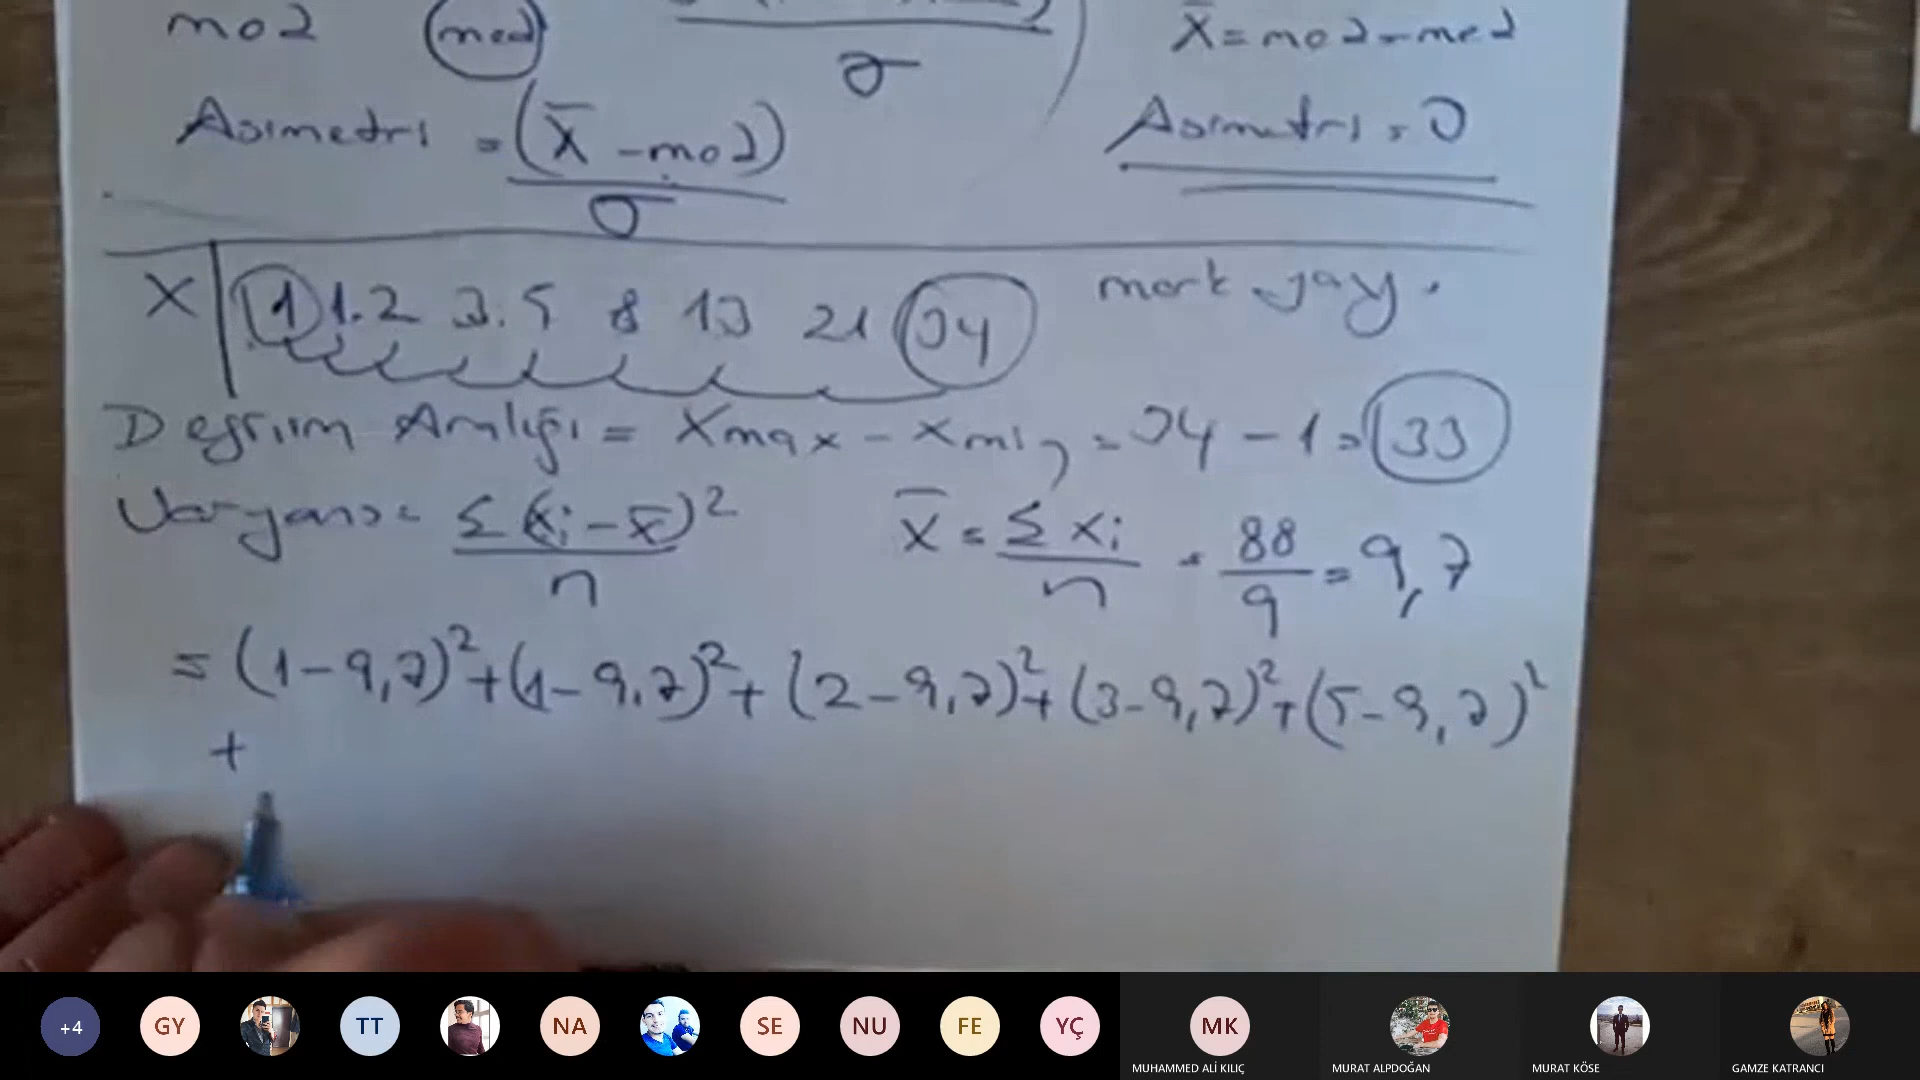 mod med σ X̄ = mod = med
Asimetri = (X̄ - mod) / σ Asimetri = 0
X | 1 1 2 3 5 8 13 21 34
Değişim Aralığı = Xmax - Xmin = 34 - 1 = 33
Varyans = Σ(xi - x̄)² / n X̄ = Σxi / n = 88 / 9 = 9,7
= (1-9,7)² + (1-9,7)² + (2-9,7)² + (3-9,7)² + (5-9,7)²
+
+4 GY TT NA SE NU FE YÇ MK
MUHAMMED ALİ KILIÇ MURAT ALPDOĞAN MURAT KÖSE GAMZE KATRANCI